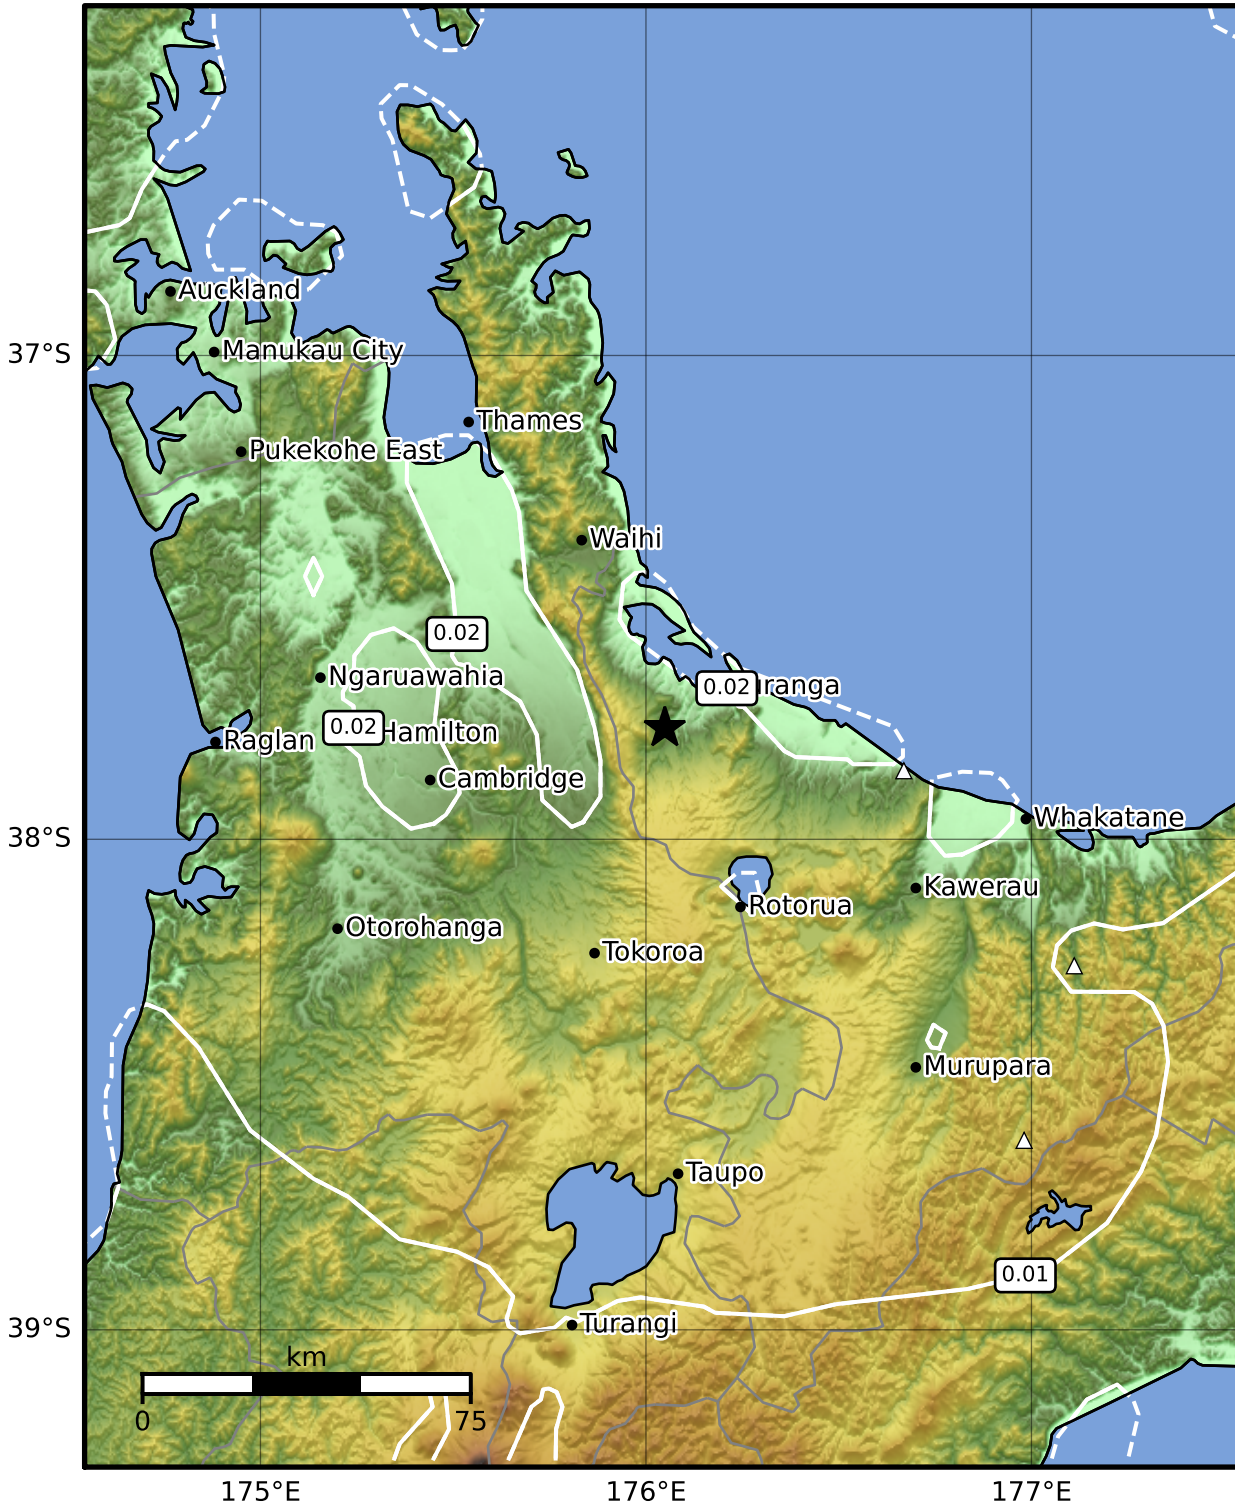 Auckland
Manukau City
37°S
Thames
Pukekohe East
Waihi
0.02
Ngaruawahia
0.02
uranga
0.02
Hamilton
Raglan
Cambridge
Whakatane
38°S
Kawerau
Rotorua
Otorohanga
Tokoroa
Murupara
Taupo
0.01
Turangi
39°S
km
0
75
175°E
176°E
177°E